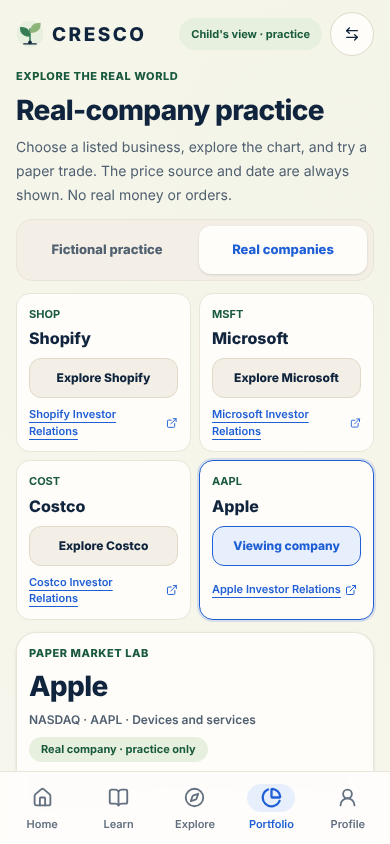 CRESCO
Child's view · practice
EXPLORE THE REAL WORLD
Real-company practice
Choose a listed business, explore the chart, and try a
paper trade. The price source and date are always
shown. No real money or orders.
Fictional practice
Real companies
SHOP
Shopify
Explore Shopify
Shopify Investor
Relations
MSFT
Microsoft
Explore Microsoft
Microsoft Investor
Relations
COST
Costco
Explore Costco
Costco Investor
Relations
AAPL
Apple
Viewing company
Apple Investor Relations
PAPER MARKET LAB
Apple
NASDAQ · AAPL · Devices and services
Real company · practice only
Home
Learn
Explore
Portfolio
Profile